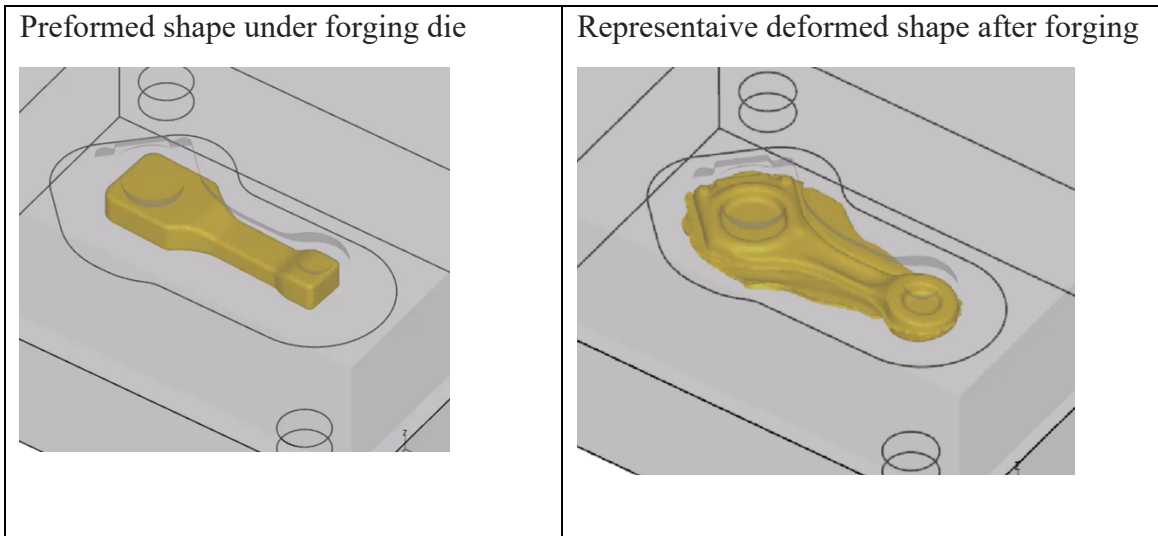 Preformed shape under forging die
Representaive deformed shape after forging
z
z